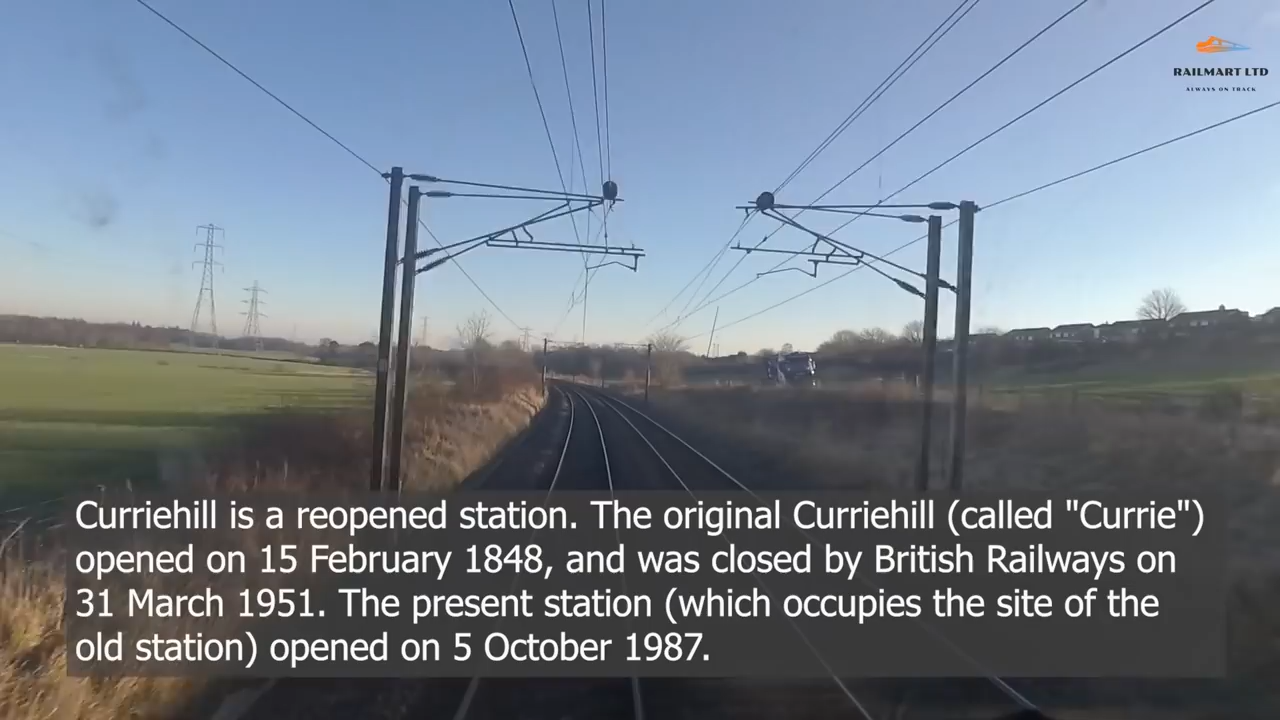 RAILMART LTD
ALWAYS ON TRACK
Curriehill is a reopened station. The original Curriehill (called "Currie")
opened on 15 February 1848, and was closed by British Railways on
31 March 1951. The present station (which occupies the site of the
old station) opened on 5 October 1987.